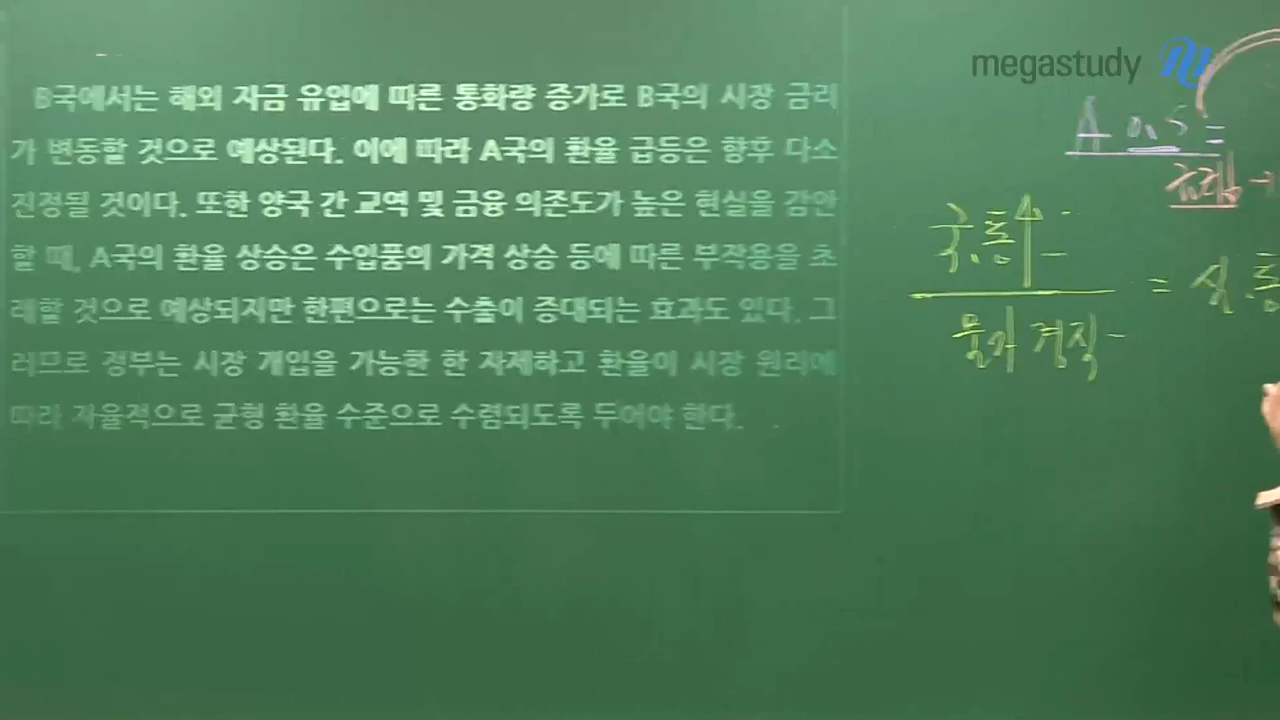 megastudy
B국에서는 해외 자금 유입에 따른 통화량 증가로 B국의 시장 금리
가 변동할 것으로 예상된다. 이에 따라 A국의 환율 급등은 향후 다소
진정될 것이다. 또한 양국 간 교역 및 금융 의존도가 높은 현실을 감안
할 때, A국의 환율 상승은 수입품의 가격 상승 등에 따른 부작용을 초
래할 것으로 예상되지만 한편으로는 수출이 증대되는 효과도 있다. 그
러므로 정부는 시장 개입을 가능한 한 자제하고 환율이 시장 원리에
따라 자율적으로 균형 환율 수준으로 수렴되도록 두어야 한다.
A 0.5 =
국.통↑
= 실.통
물가 경직